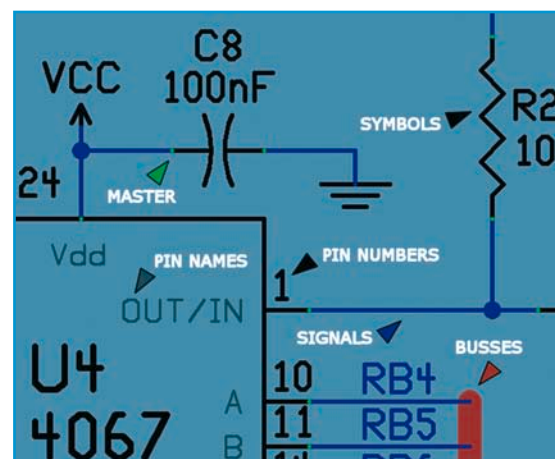 C8
VCC
100nF
SYMBOLS
R2
10
24
MASTER
Vdd
PIN NAMES
PIN NUMBERS
1
OUT/IN
SIGNALS
BUSSES
U4
10
RB4
A
4067
11
RB5
B